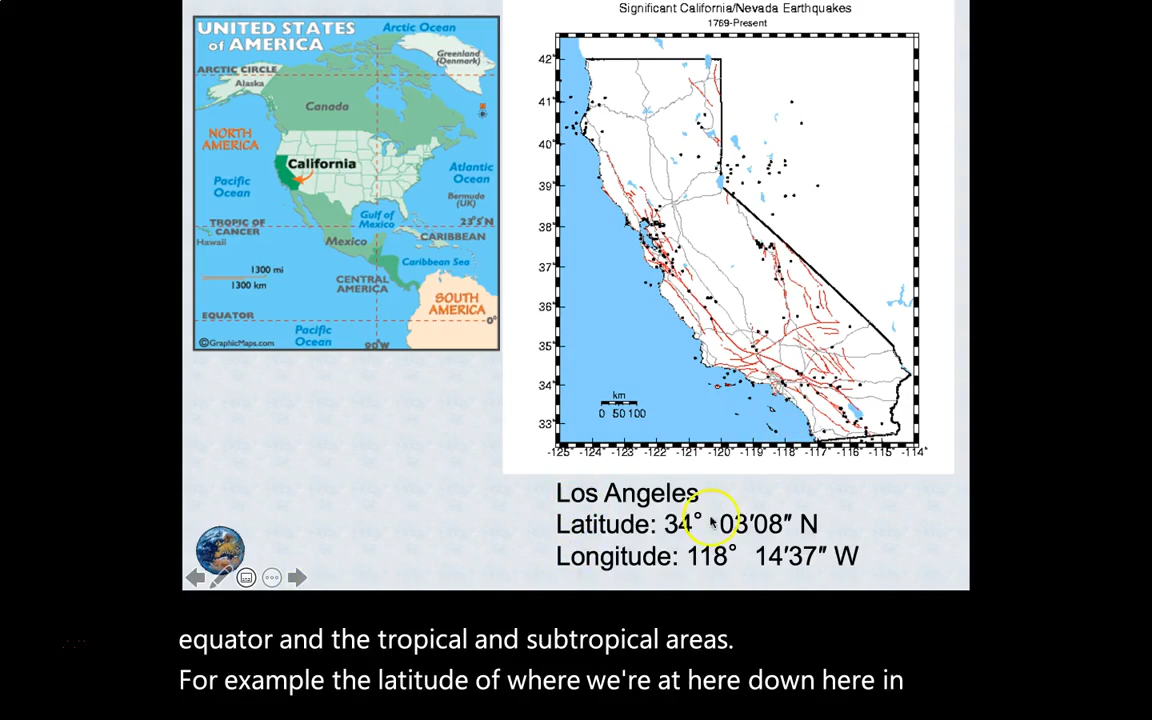 UNITED STATES
of AMERICA
Arctic Ocean
Greenland
(Denmark)
ARCTIC CIRCLE
Alaska
Canada
NORTH
AMERICA
California
Pacific
Ocean
Atlantic
Ocean
Bermuda
(UK)
Gulf of
Mexico
23°5'N
TROPIC OF
CANCER
Hawaii
Mexico
CARIBBEAN
Caribbean Sea
1300 mi
1300 km
CENTRAL
AMERICA
SOUTH
AMERICA
EQUATOR
0°
Pacific
Ocean
©GraphicMaps.com
90°W
Significant California/Nevada Earthquakes
1769-Present
42°
41°
40°
39°
38°
37°
36°
35°
34°
33°
km
0 50 100
-125° -124° -123° -122° -121° -120° -119° -118° -117° -116° -115° -114°
Los Angeles
Latitude: 34° 03′08″ N
Longitude: 118° 14′37″ W
equator and the tropical and subtropical areas.
For example the latitude of where we're at here down here in